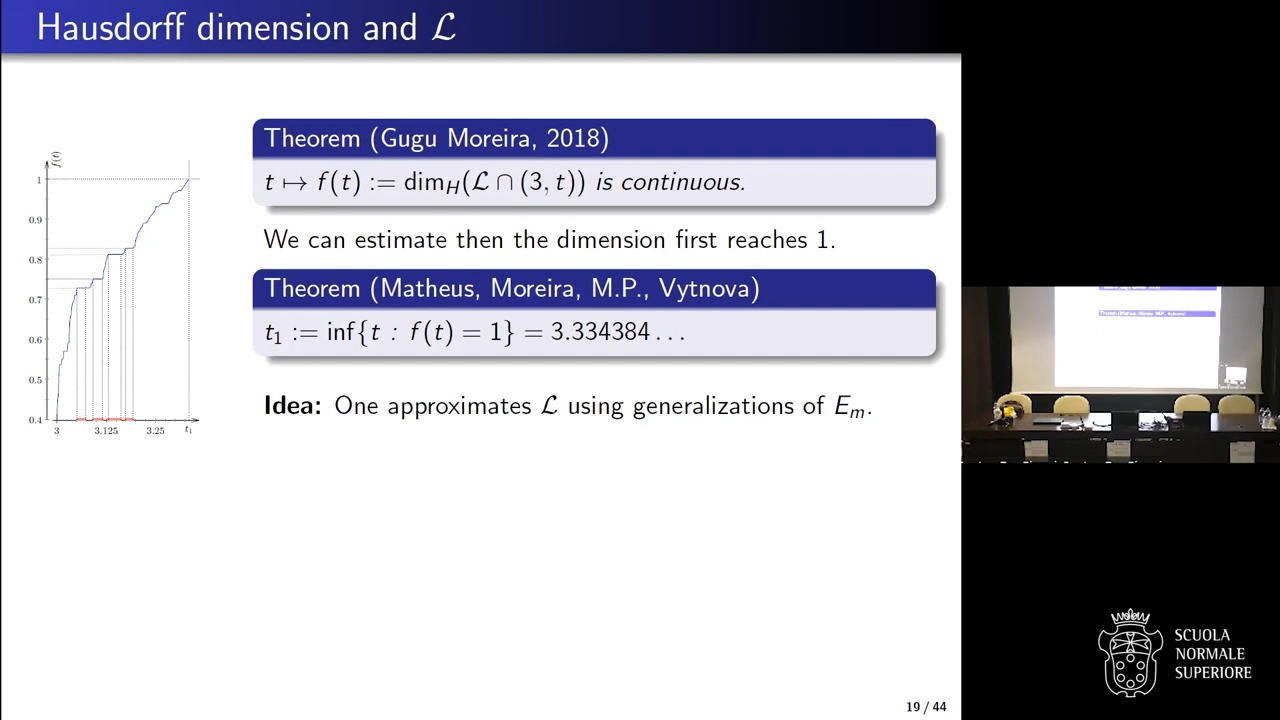 Hausdorff dimension and ℒ
Theorem (Gugu Moreira, 2018)
t ↦ f(t) := dim_H(ℒ ∩ (3, t)) is continuous.
We can estimate then the dimension first reaches 1.
Theorem (Matheus, Moreira, M.P., Vytnova)
t₁ := inf{t : f(t) = 1} = 3.334384...
Idea: One approximates ℒ using generalizations of E_m.
f(t)
1
0.9
0.8
0.7
0.6
0.5
0.4
3 3.125 3.25 t₁
19 / 44
SCUOLA
NORMALE
SUPERIORE